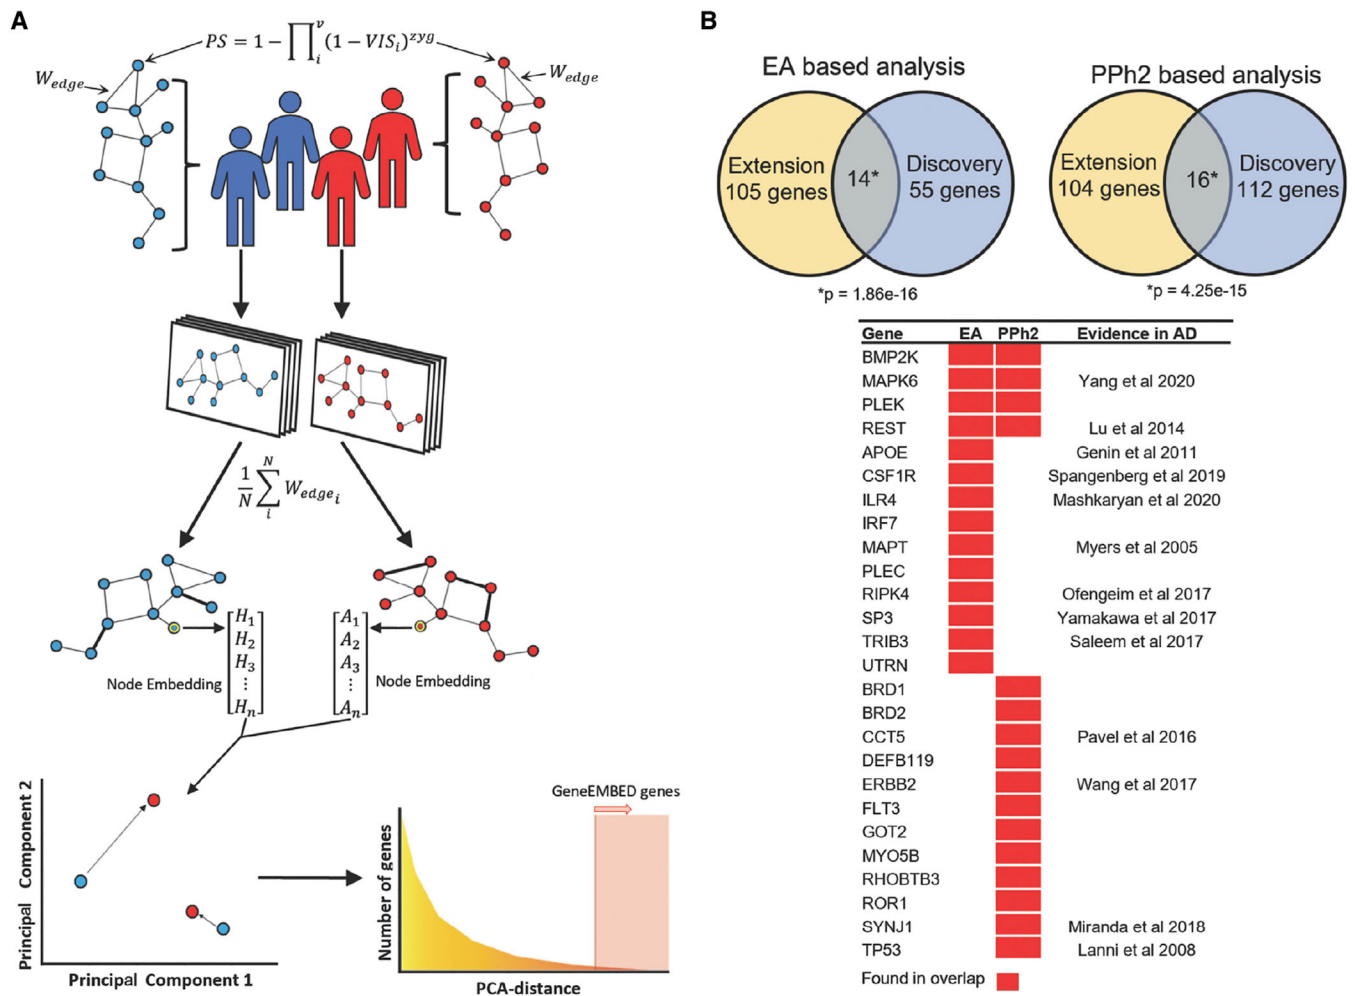 A
PS = 1 − ∏ᵢᵛ (1 − VISᵢ)ᶻʸᵍ
W_edge
W_edge
1/N ∑ᵢᴺ W_edgeᵢ
H₁
H₂
H₃
⋮
Hₙ
A₁
A₂
A₃
⋮
Aₙ
Node Embedding
Node Embedding
Principal Component 2
Principal Component 1
GeneEMBED genes
Number of genes
PCA-distance
B
EA based analysis
Extension
105 genes
14*
Discovery
55 genes
*p = 1.86e-16
PPh2 based analysis
Extension
104 genes
16*
Discovery
112 genes
*p = 4.25e-15
Gene EA PPh2 Evidence in AD
BMP2K
MAPK6 Yang et al 2020
PLEK
REST Lu et al 2014
APOE Genin et al 2011
CSF1R Spangenberg et al 2019
ILR4 Mashkaryan et al 2020
IRF7
MAPT Myers et al 2005
PLEC
RIPK4 Ofengeim et al 2017
SP3 Yamakawa et al 2017
TRIB3 Saleem et al 2017
UTRN
BRD1
BRD2
CCT5 Pavel et al 2016
DEFB119
ERBB2 Wang et al 2017
FLT3
GOT2
MYO5B
RHOBTB3
ROR1
SYNJ1 Miranda et al 2018
TP53 Lanni et al 2008
Found in overlap